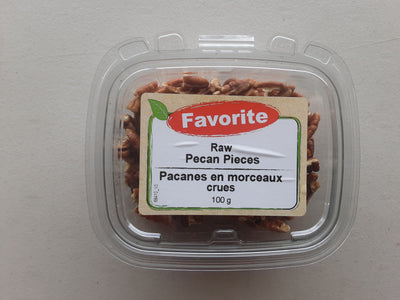 Favorite
Raw
Pecan Pieces
Pacanes en morceaux
crues
100 g